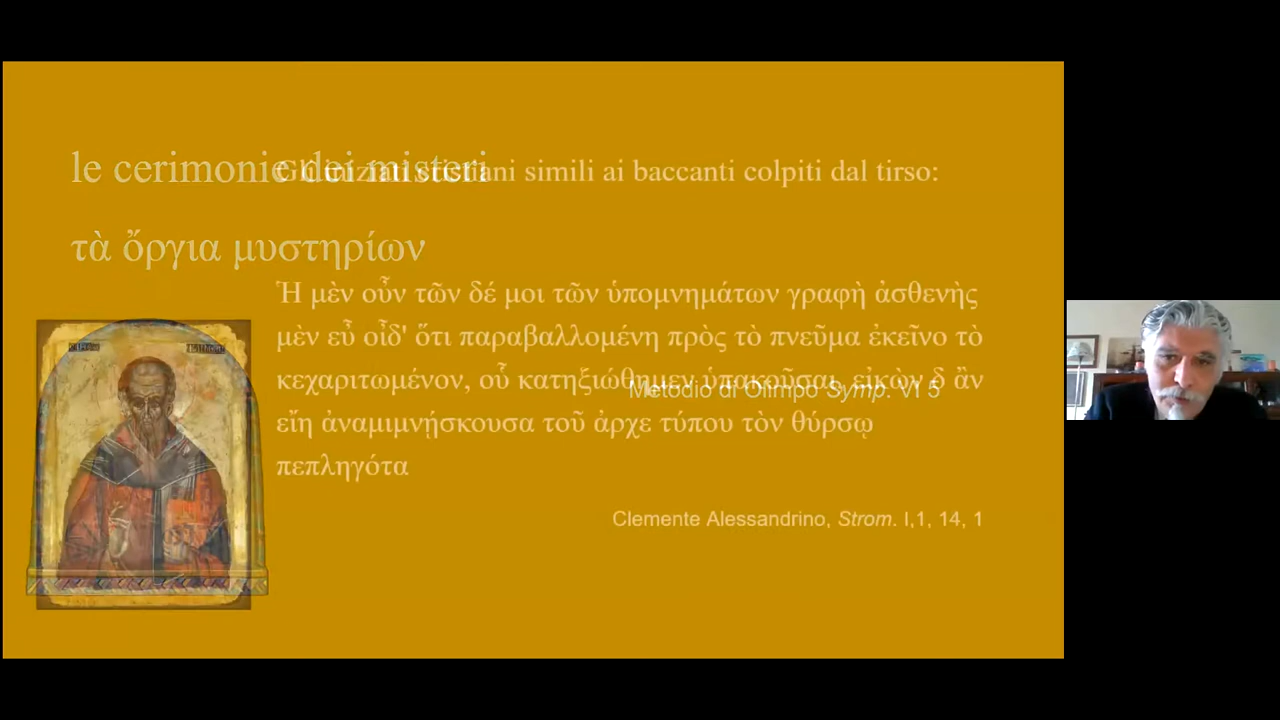 le cerimonie dei misteri
Gli iniziati cristiani simili ai baccanti colpiti dal tirso:
τὰ ὄργια μυστηρίων
Ἡ μὲν οὖν τῶν δέ μοι τῶν ὑπομνημάτων γραφὴ ἀσθενὴς
μὲν εὖ οἶδ' ὅτι παραβαλλομένη πρὸς τὸ πνεῦμα ἐκεῖνο τὸ
κεχαριτωμένον, οὗ κατηξιώθημεν ὑπακοῦσαι, εἰκὼν δ ἂν
Metodio di Olimpo Symp. VI 5
εἴη ἀναμιμνῄσκουσα τοῦ ἀρχε τύπου τὸν θύρσῳ
πεπληγότα
Clemente Alessandrino, Strom. I,1, 14, 1